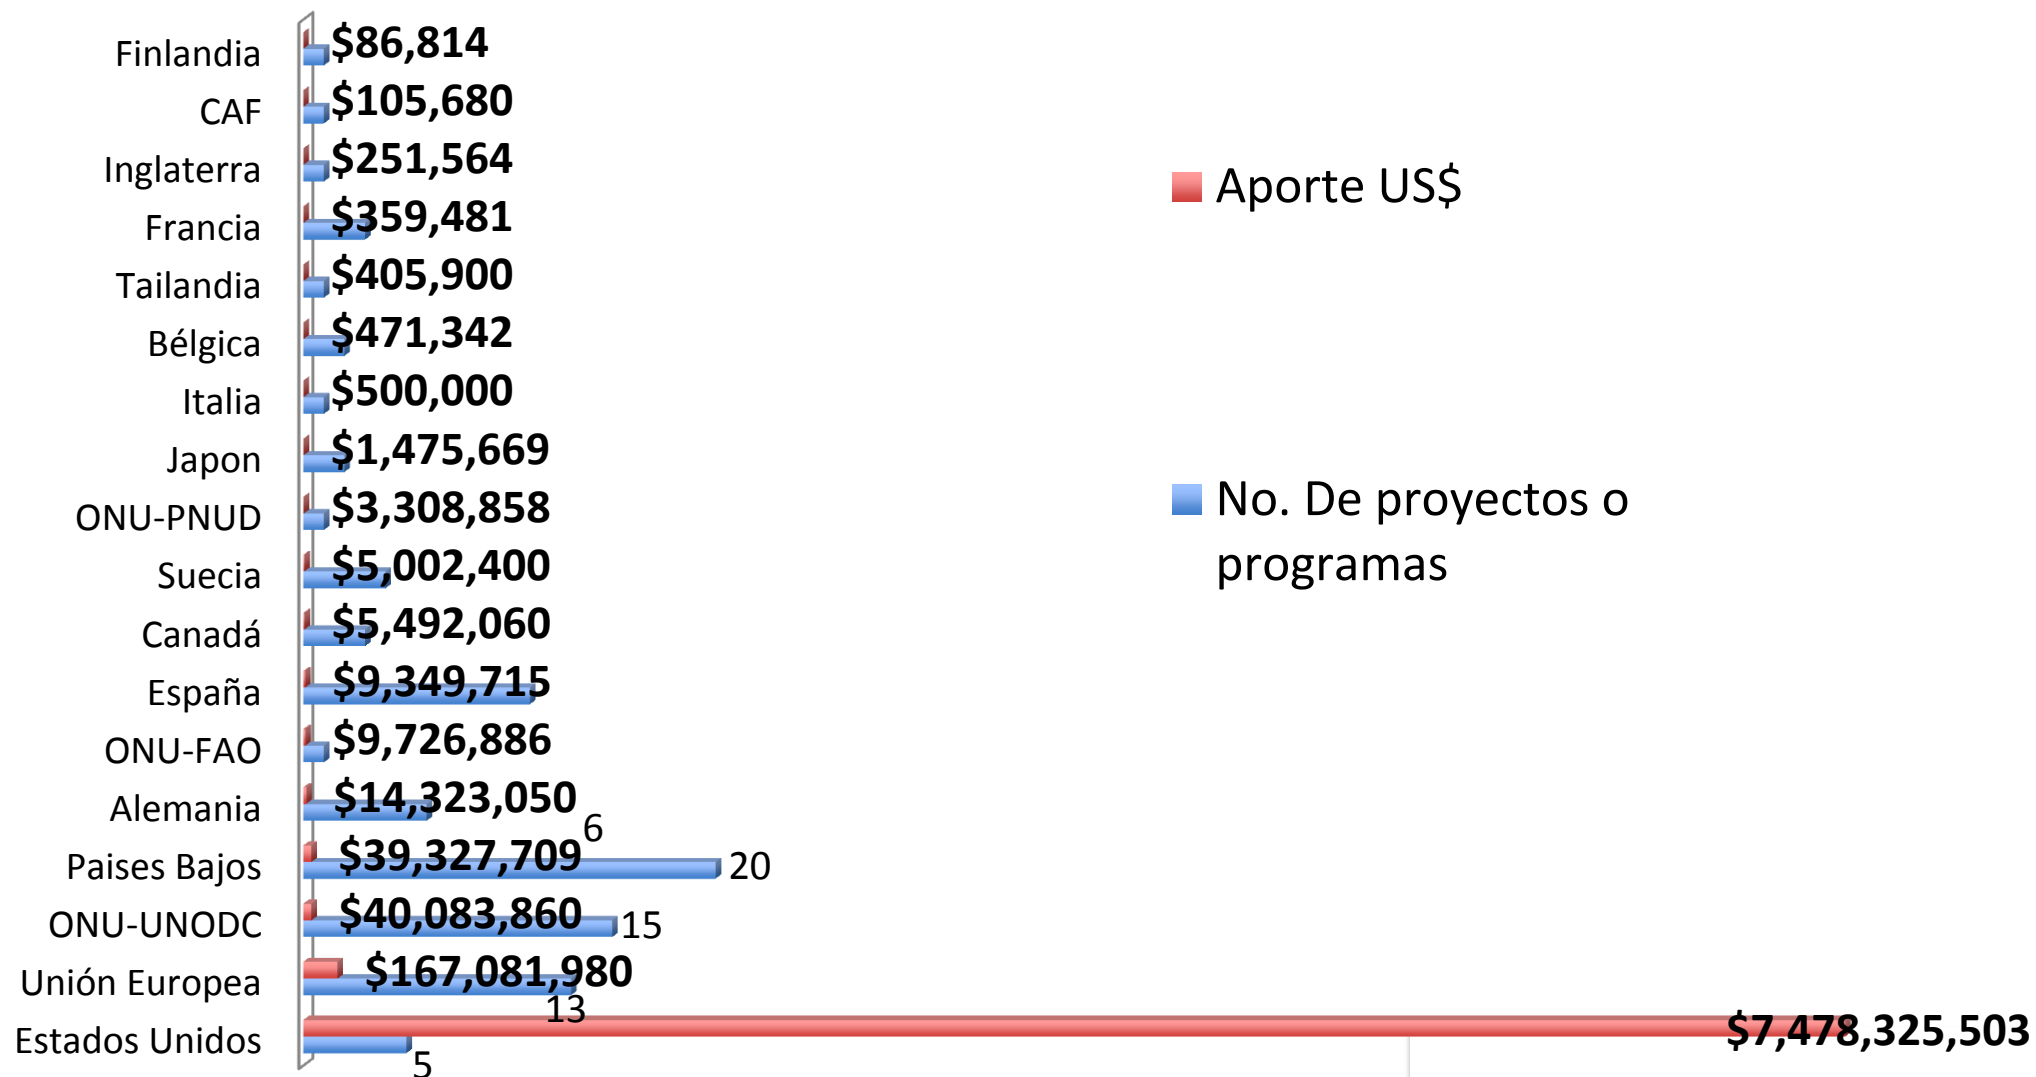 Finlandia $86,814
CAF $105,680
Inglaterra $251,564
Aporte US$
Francia $359,481
Tailandia $405,900
Bélgica $471,342
Italia $500,000
Japon $1,475,669
No. De proyectos o
programas
ONU-PNUD $3,308,858
Suecia $5,002,400
Canadá $5,492,060
España $9,349,715
ONU-FAO $9,726,886
Alemania $14,323,050
6
Paises Bajos $39,327,709 20
ONU-UNODC $40,083,860 15
Unión Europea $167,081,980
13
Estados Unidos $7,478,325,503
5